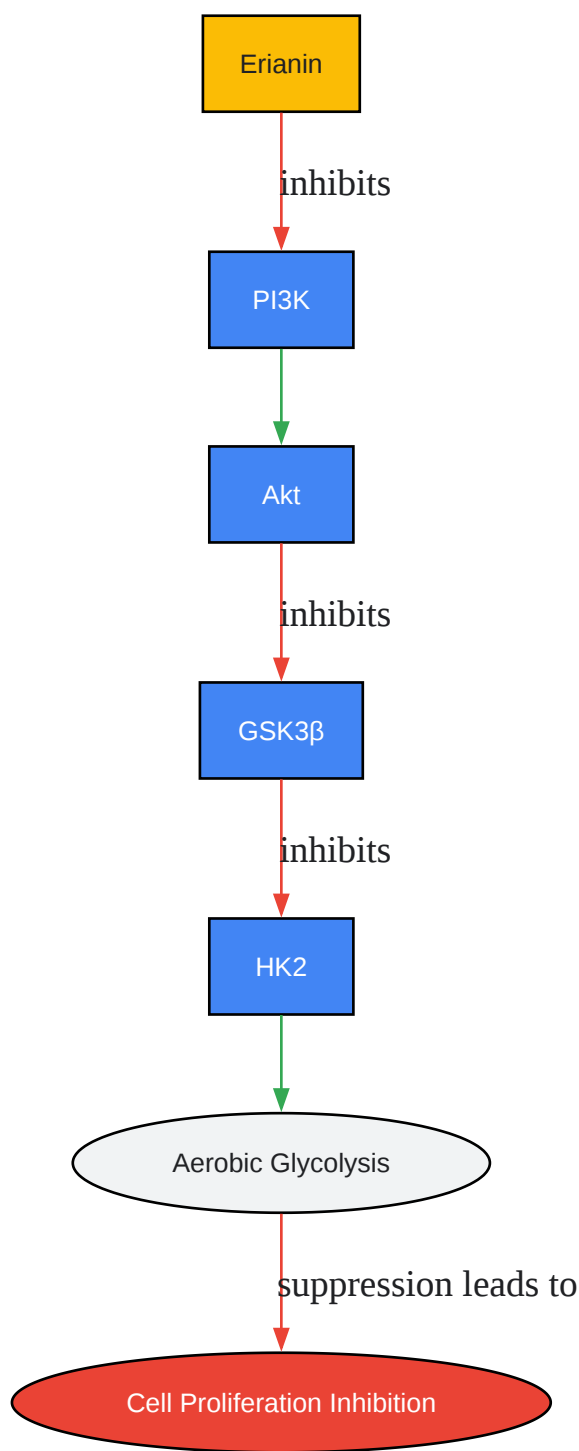 Erianin
inhibits
PI3K
Akt
inhibits
GSK3β
inhibits
HK2
Aerobic Glycolysis
suppression leads to
Cell Proliferation Inhibition